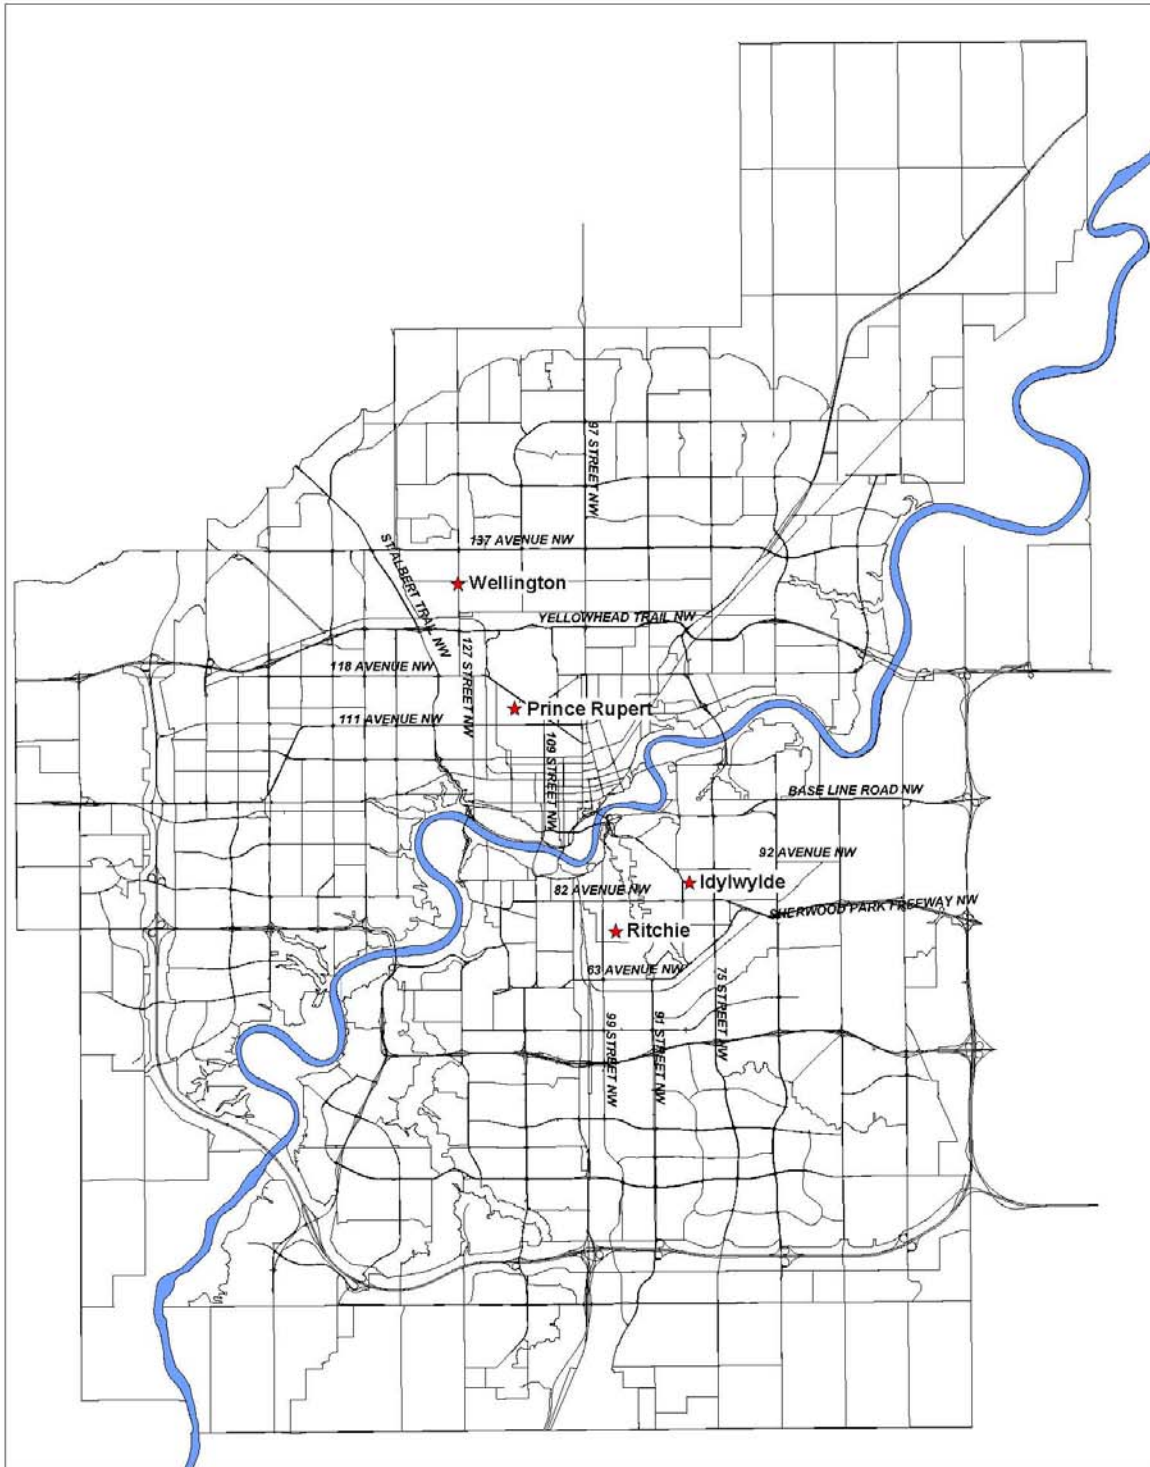 97 STREET NW
137 AVENUE NW
ST ALBERT TRAIL NW
Wellington
YELLOWHEAD TRAIL NW
127 STREET NW
118 AVENUE NW
Prince Rupert
111 AVENUE NW
109 STREET NW
BASE LINE ROAD NW
92 AVENUE NW
82 AVENUE NW
Idylwylde
SHERWOOD PARK FREEWAY NW
Ritchie
63 AVENUE NW
75 STREET NW
99 STREET NW
91 STREET NW